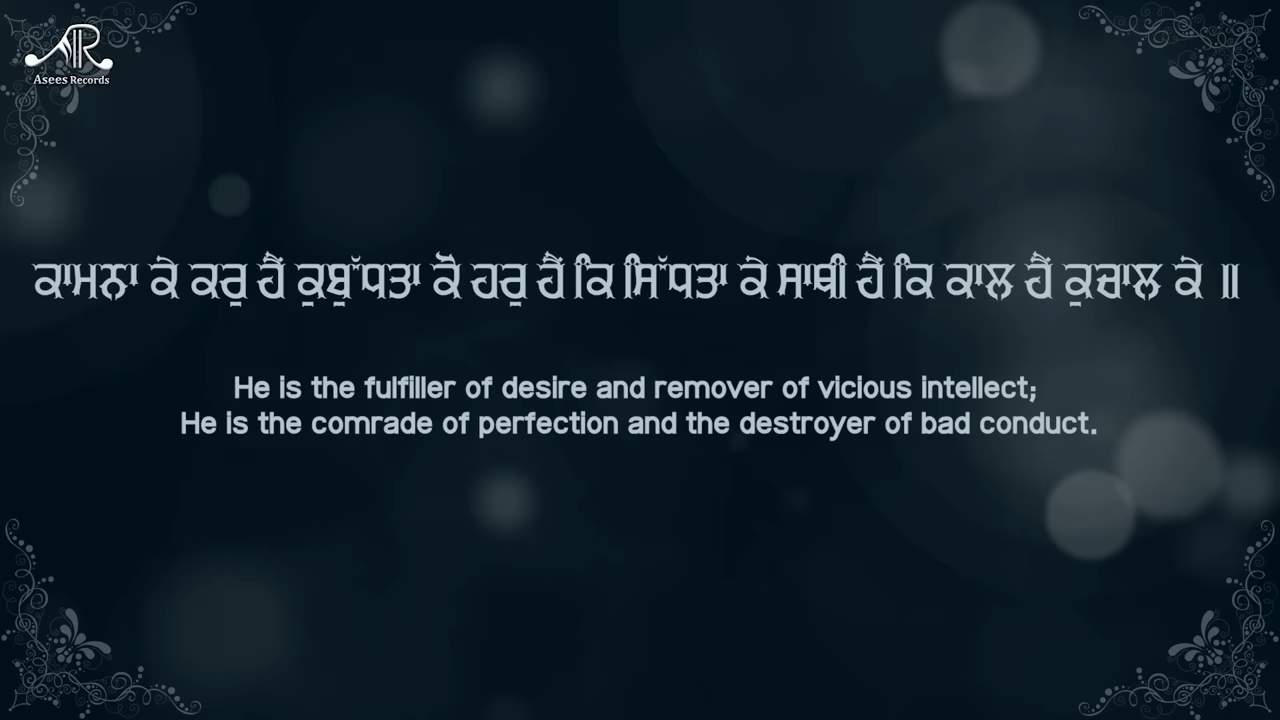 Asees Records
ਕਾਮਨਾ ਕੇ ਕਰੁ ਹੈਂ ਕੁਬੁੱਧਤਾ ਕੋ ਹਰੁ ਹੈਂ ਕਿ ਸਿੱਧਤਾ ਕੇ ਸਾਥੀ ਹੈਂ ਕਿ ਕਾਲ ਹੈਂ ਕੁਚਾਲ ਕੇ ॥
He is the fulfiller of desire and remover of vicious intellect;
He is the comrade of perfection and the destroyer of bad conduct.